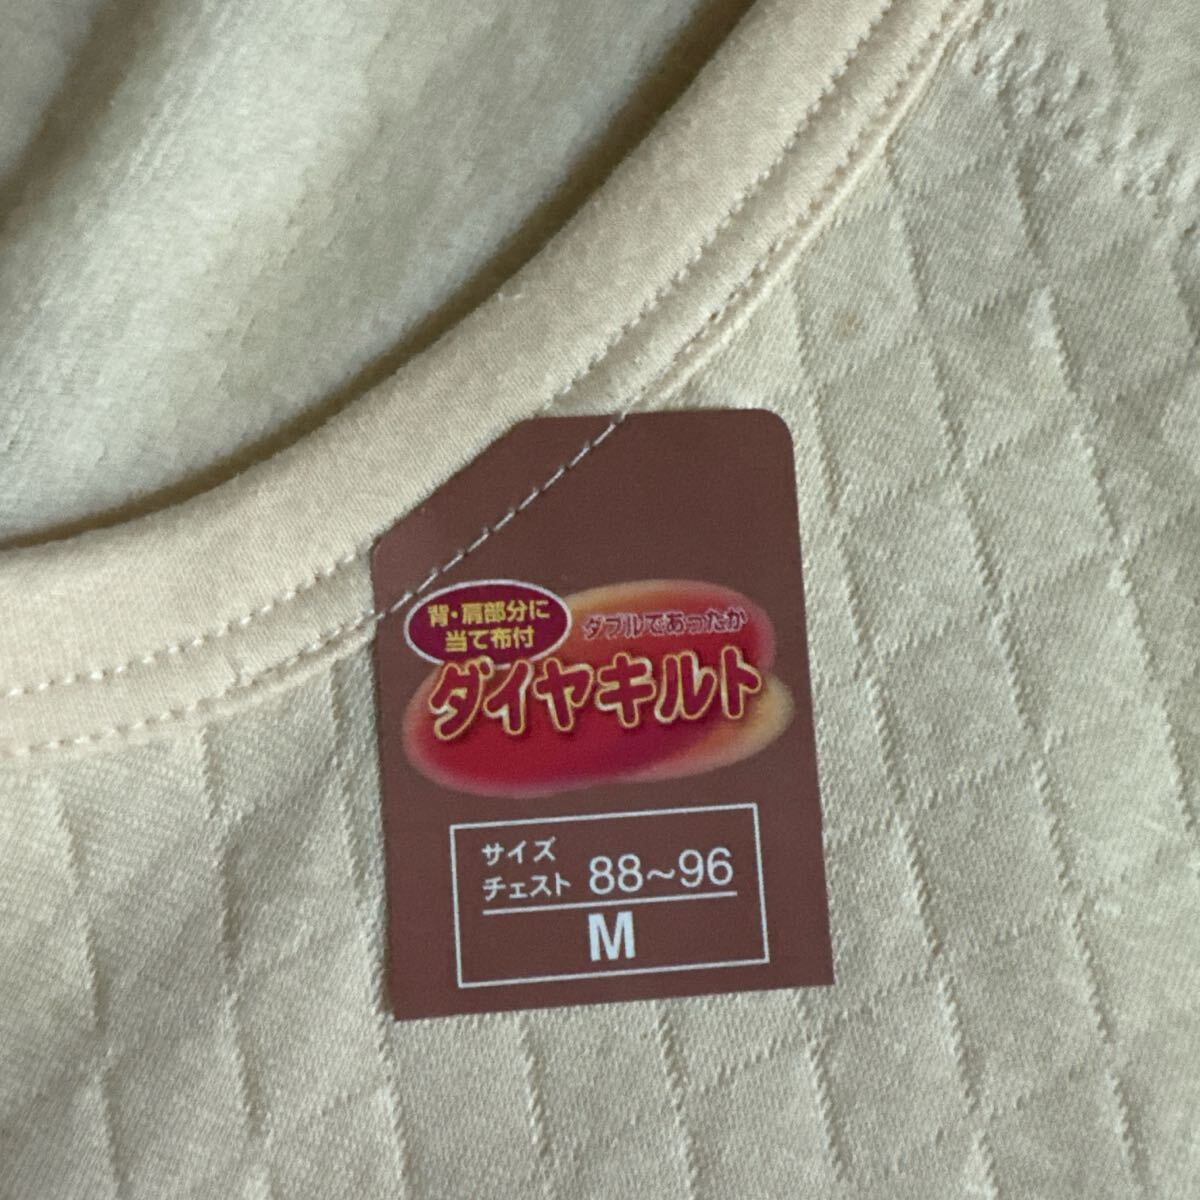 背・肩部分に
当て布付
ダブルであったか
ダイヤキルト
サイズ
チェスト 88～96
M